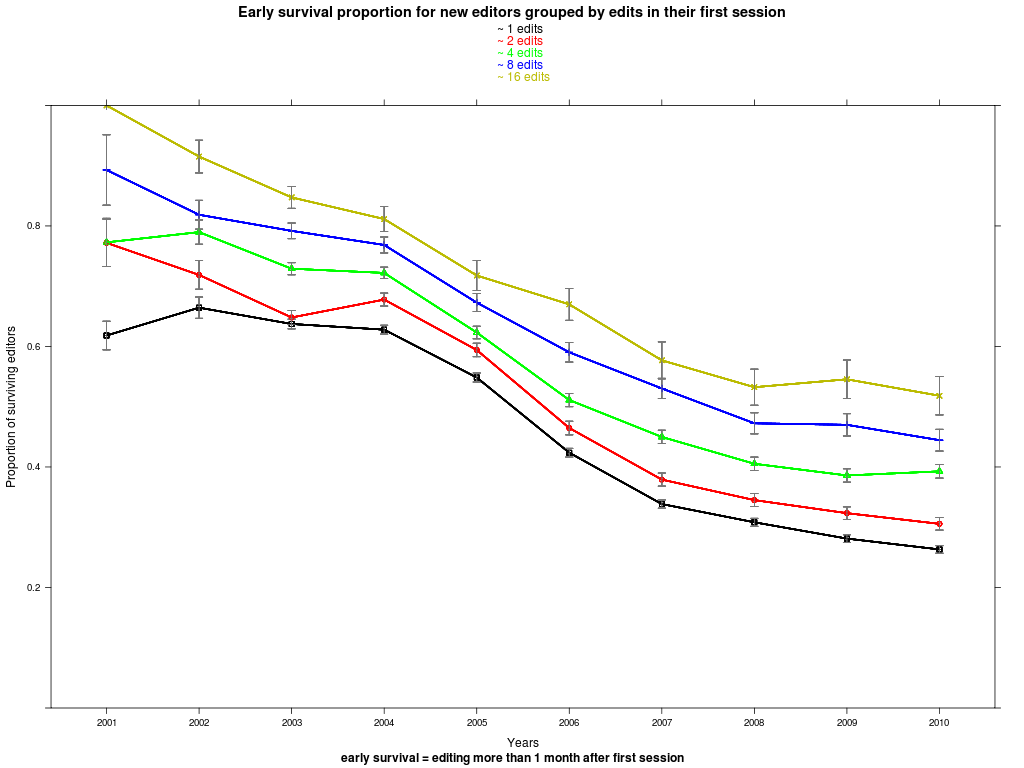 Early survival proportion for new editors grouped by edits in their first session
~ 1 edits
~ 2 edits
~ 4 edits
~ 8 edits
~ 16 edits
0.8
0.6
0.4
0.2
Proportion of surviving editors
2001 2002 2003 2004 2005 2006 2007 2008 2009 2010
Years
early survival = editing more than 1 month after first session